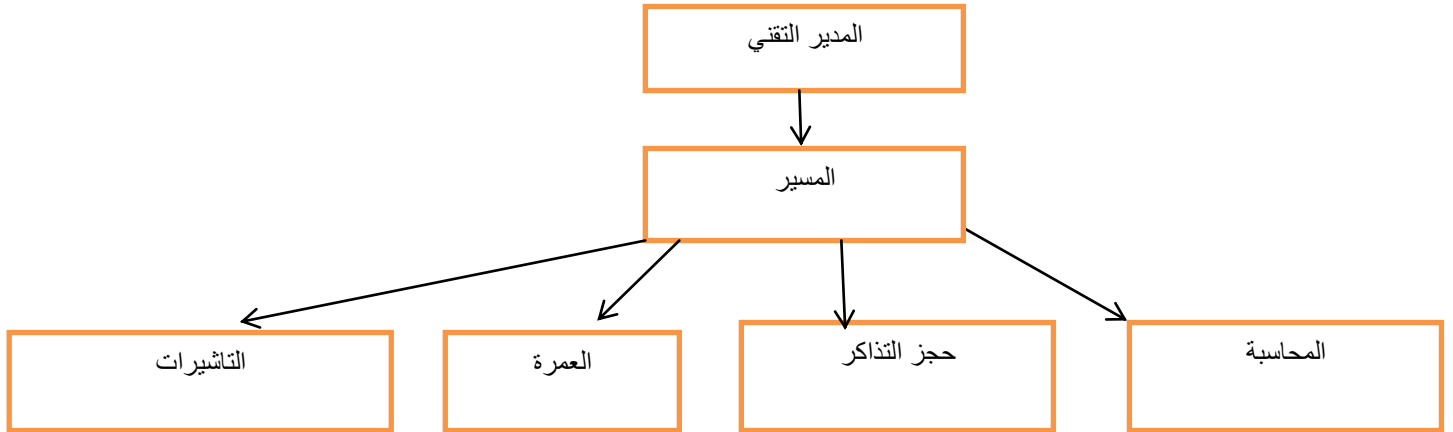 المدير التقني
المسير
المحاسبة
حجز التذاكر
العمرة
التاشيرات